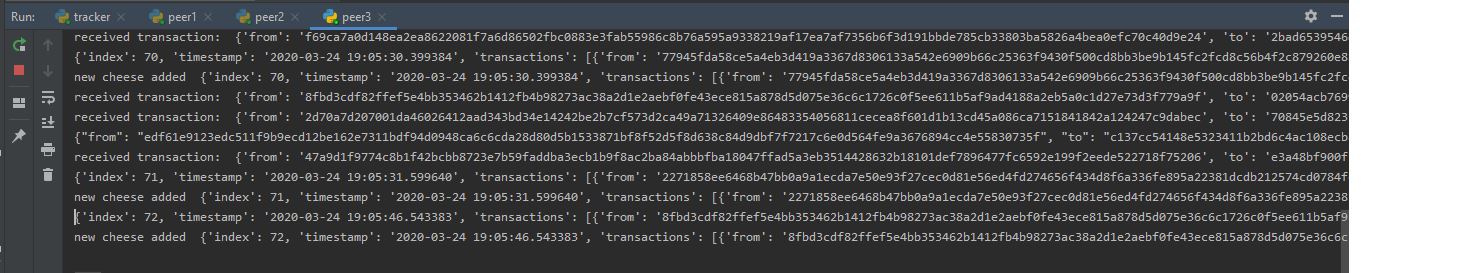 Run: tracker peer1 peer2 peer3
received transaction: {'from': 'f69ca7a0d148ea2ea8622081f7a6d86502fbc0883e3fab55986c8b76a595a9338219af17ea7af7356b6f3d191bbde785cb33803ba5826a4bea0efc70c40d9e24', 'to': '2bad6539546
{'index': 70, 'timestamp': '2020-03-24 19:05:30.399384', 'transactions': [{'from': '77945fda58ce5a4eb3d419a3367d8306133a542e6909b66c25363f9430f500cd8bb3be9b145fc2fcd8c56b4f2c879260e8
new cheese added {'index': 70, 'timestamp': '2020-03-24 19:05:30.399384', 'transactions': [{'from': '77945fda58ce5a4eb3d419a3367d8306133a542e6909b66c25363f9430f500cd8bb3be9b145fc2fc
received transaction: {'from': '8fbd3cdf82ffef5e4bb353462b1412fb4b98273ac38a2d1e2aebf0fe43ece815a878d5d075e36c6c1726c0f5ee611b5af9ad4188a2eb5a0c1d27e73d3f779a9f', 'to': '02054acb769
received transaction: {'from': '2d70a7d207001da46026412aad343bd34e14242be2b7cf573d2ca49a71326409e86483354056811cecea8f601d1b13cd45a086ca7151841842a124247c9dabec', 'to': '70845e5d823
{"from": "edf61e9123edc511f9b9ecd12be162e7311bdf94d0948ca6c6cda28d80d5b1533871bf8f52d5f8d638c84d9dbf7f7217c6e0d564fe9a3676894cc4e55830735f", "to": "c137cc54148e5323411b2bd6c4ac108ecb
received transaction: {'from': '47a9d1f9774c8b1f42bcbb8723e7b59faddba3ecb1b9f8ac2ba84abbbfba18047ffad5a3eb3514428632b18101def7896477fc6592e199f2eede522718f75206', 'to': 'e3a48bf900f
{'index': 71, 'timestamp': '2020-03-24 19:05:31.599640', 'transactions': [{'from': '2271858ee6468b47bb0a9a1ecda7e50e93f27cec0d81e56ed4fd274656f434d8f6a336fe895a22381dcdb212574cd0784f
new cheese added {'index': 71, 'timestamp': '2020-03-24 19:05:31.599640', 'transactions': [{'from': '2271858ee6468b47bb0a9a1ecda7e50e93f27cec0d81e56ed4fd274656f434d8f6a336fe895a2238
{'index': 72, 'timestamp': '2020-03-24 19:05:46.543383', 'transactions': [{'from': '8fbd3cdf82ffef5e4bb353462b1412fb4b98273ac38a2d1e2aebf0fe43ece815a878d5d075e36c6c1726c0f5ee611b5af9
new cheese added {'index': 72, 'timestamp': '2020-03-24 19:05:46.543383', 'transactions': [{'from': '8fbd3cdf82ffef5e4bb353462b1412fb4b98273ac38a2d1e2aebf0fe43ece815a878d5d075e36c6c